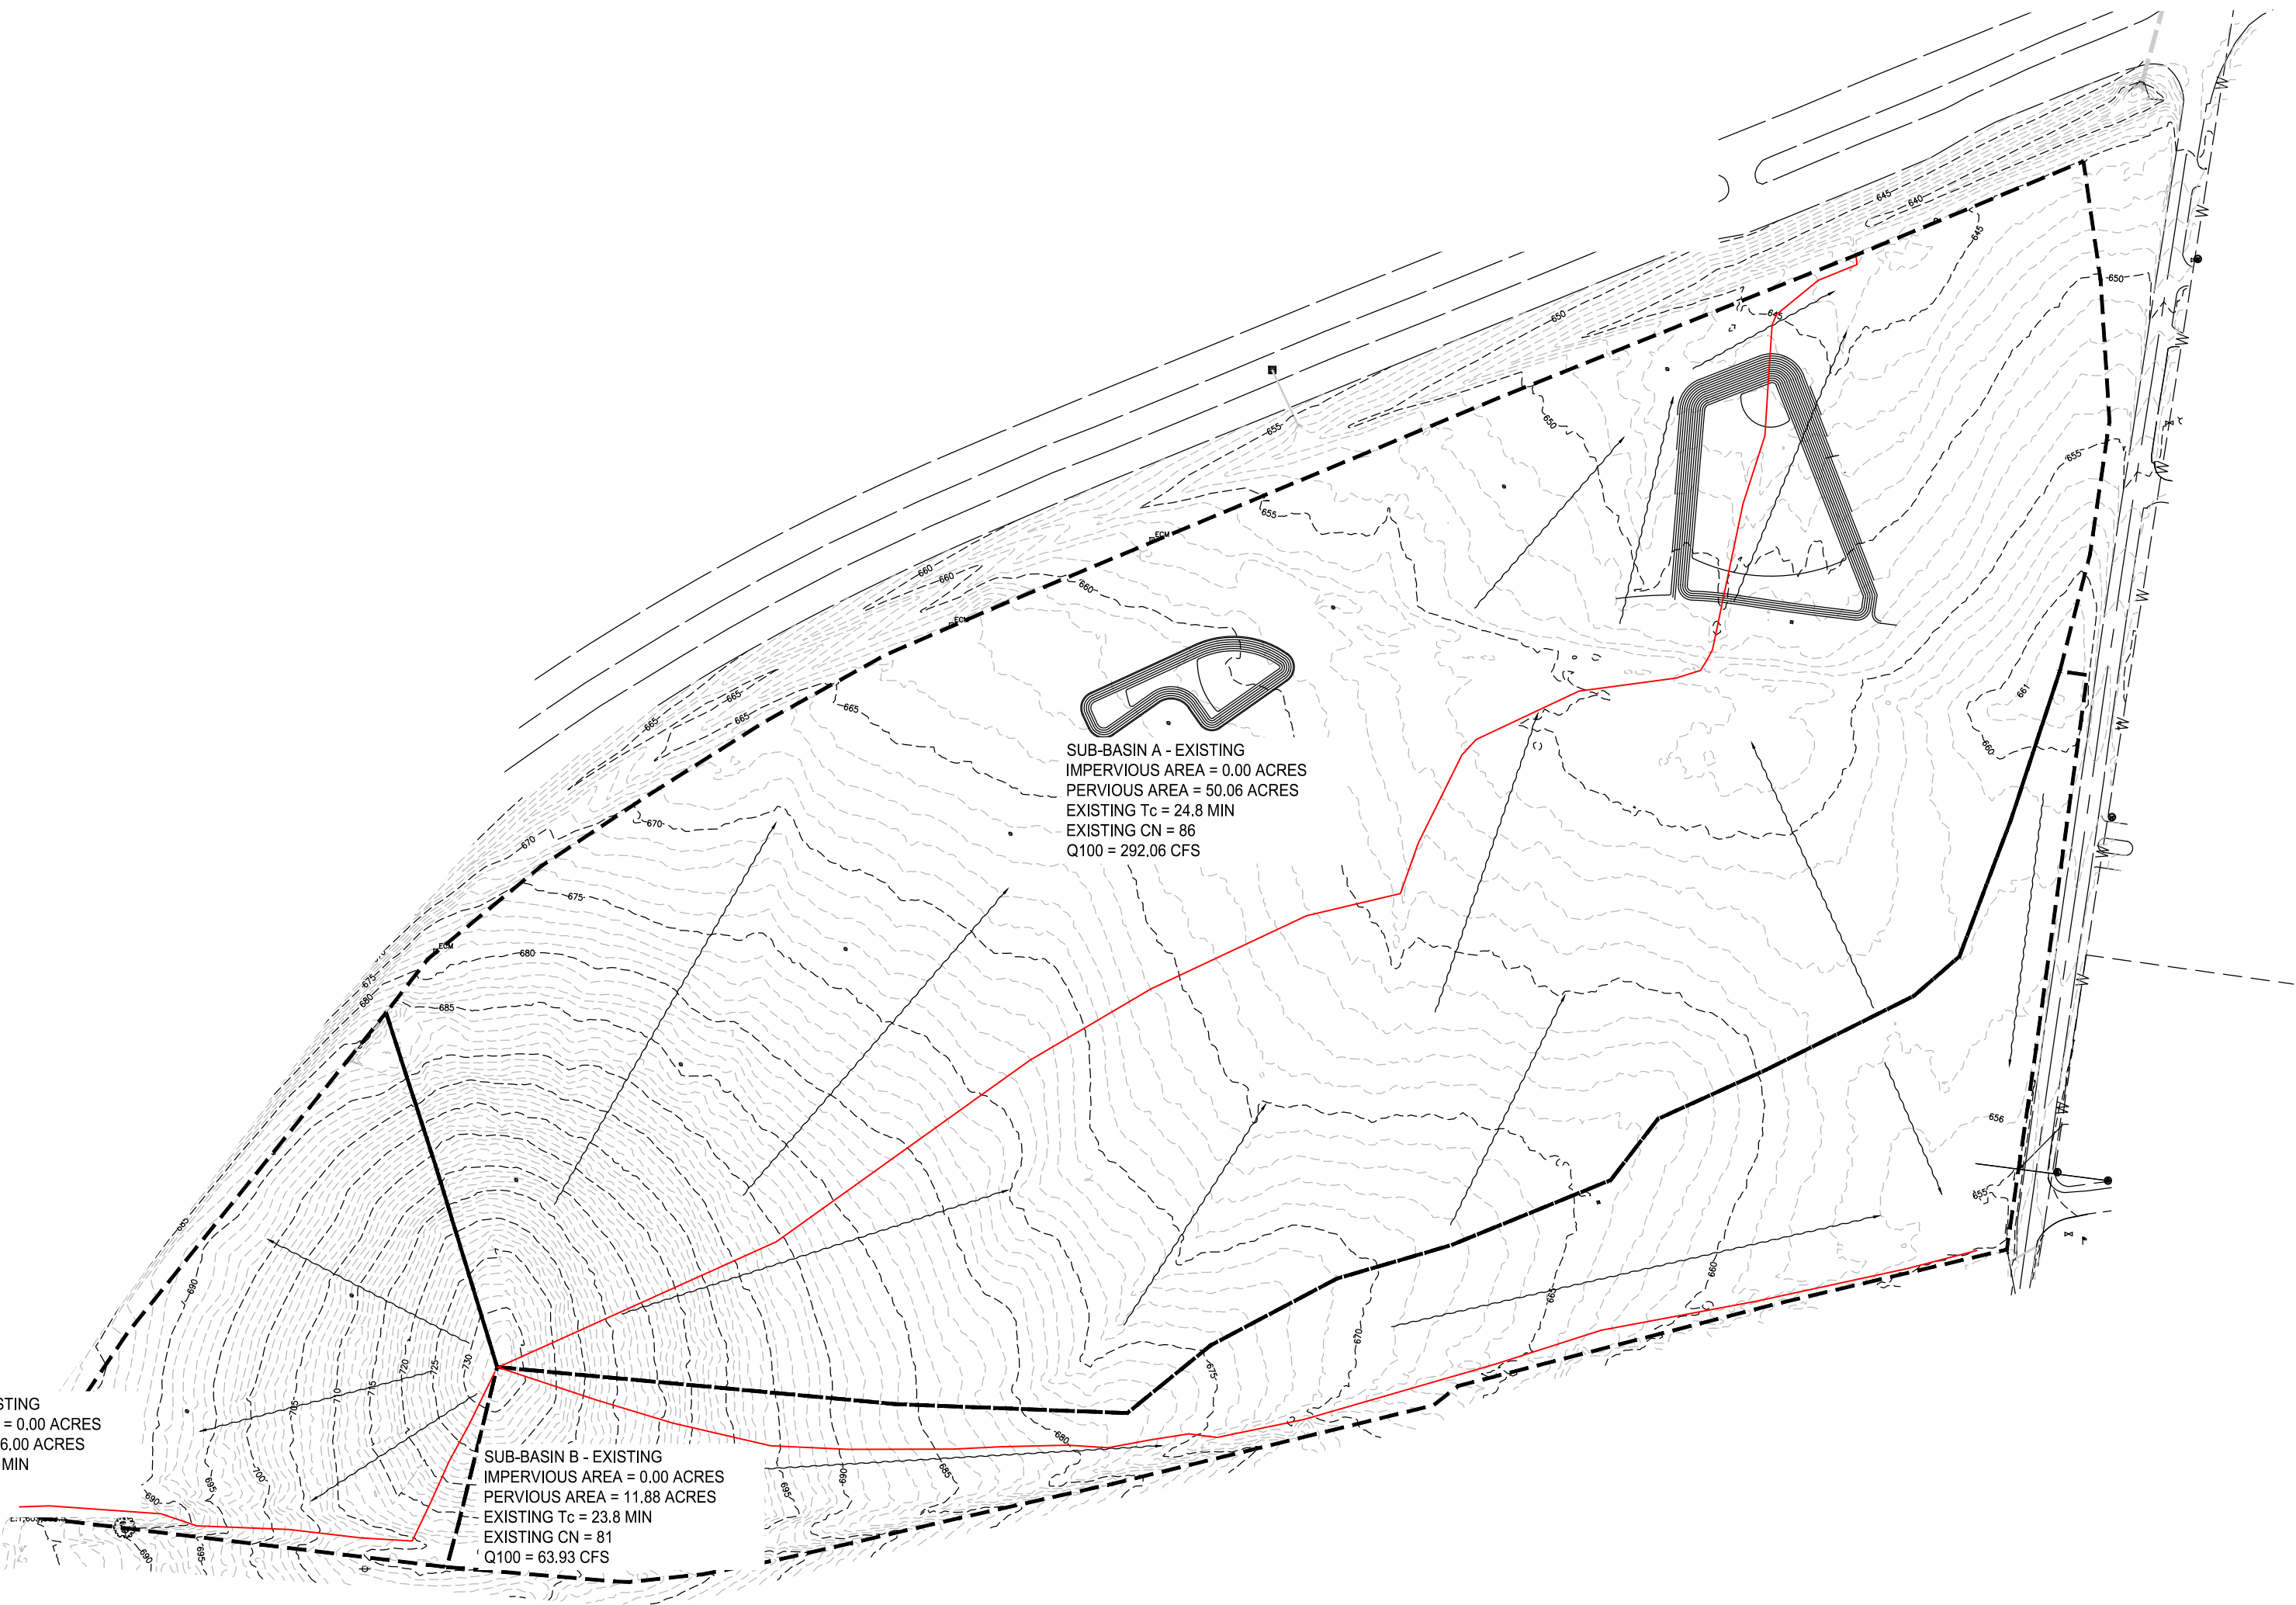 645
640
645
650
650
645
655
650
655
655
ECM
660
660
660
ECM
661
660
665
665
665
665
SUB-BASIN A - EXISTING
IMPERVIOUS AREA = 0.00 ACRES
PERVIOUS AREA = 50.06 ACRES
EXISTING Tc = 24.8 MIN
EXISTING CN = 86
Q100 = 292.06 CFS
670
670
675
ECM
680
675
680
685
656
655
685
690
660
665
670
675
730
725
720
715
710
705
700
695
690
680
685
690
695
STING
= 0.00 ACRES
6.00 ACRES
MIN
SUB-BASIN B - EXISTING
IMPERVIOUS AREA = 0.00 ACRES
PERVIOUS AREA = 11.88 ACRES
EXISTING Tc = 23.8 MIN
EXISTING CN = 81
Q100 = 63.93 CFS
690
695
W
W
W
W
W
W
W
W
W
W